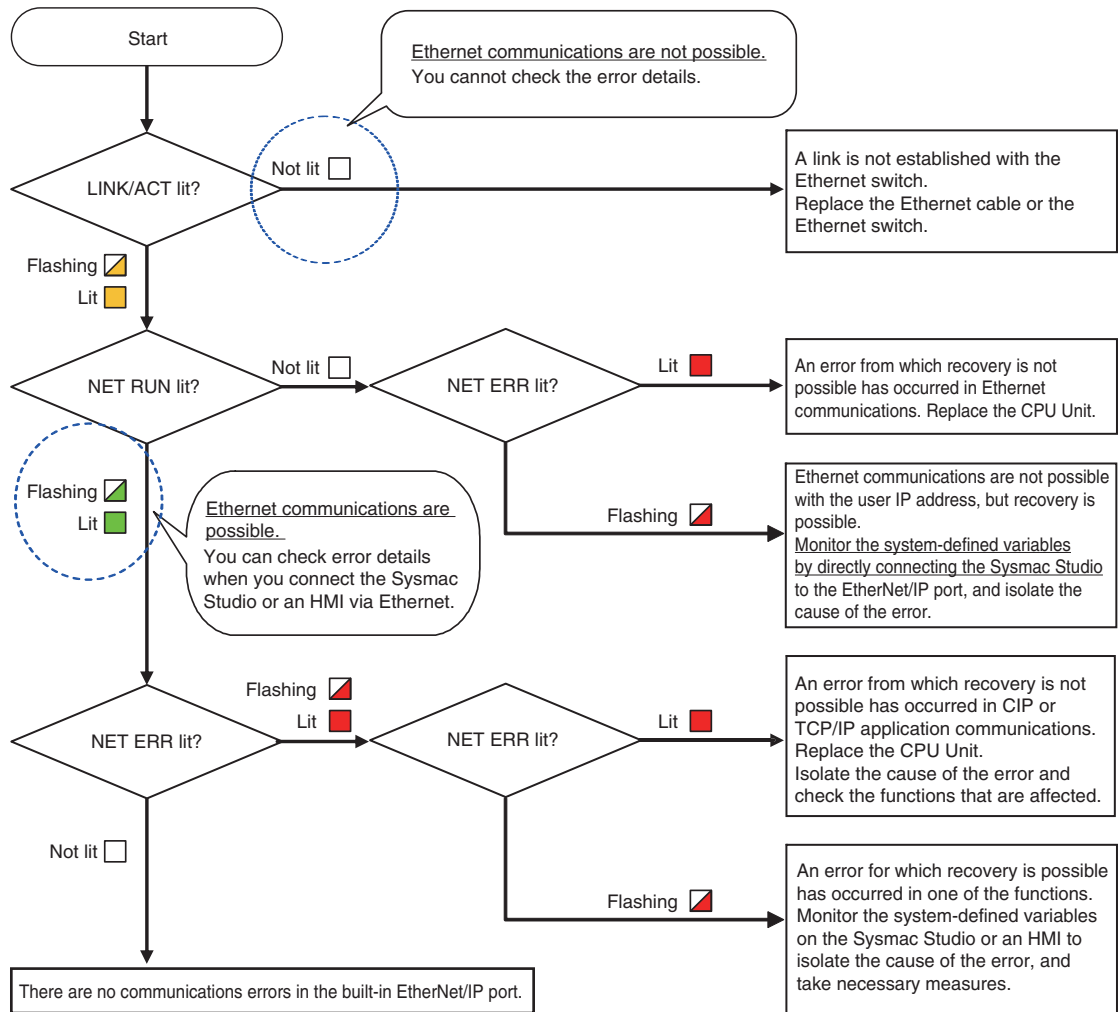 Start
Ethernet communications are not possible.
You cannot check the error details.
LINK/ACT lit?
Not lit
A link is not established with the
Ethernet switch.
Replace the Ethernet cable or the
Ethernet switch.
Flashing
Lit
NET RUN lit?
Not lit
NET ERR lit?
Lit
An error from which recovery is not
possible has occurred in Ethernet
communications. Replace the CPU Unit.
Flashing
Lit
Ethernet communications are
possible.
You can check error details
when you connect the Sysmac
Studio or an HMI via Ethernet.
Flashing
Ethernet communications are not possible
with the user IP address, but recovery is
possible.
Monitor the system-defined variables
by directly connecting the Sysmac Studio
to the EtherNet/IP port, and isolate the
cause of the error.
NET ERR lit?
Flashing
Lit
NET ERR lit?
Lit
An error from which recovery is not
possible has occurred in CIP or
TCP/IP application communications.
Replace the CPU Unit.
Isolate the cause of the error and
check the functions that are affected.
Not lit
Flashing
An error for which recovery is possible
has occurred in one of the functions.
Monitor the system-defined variables
on the Sysmac Studio or an HMI to
isolate the cause of the error, and
take necessary measures.
There are no communications errors in the built-in EtherNet/IP port.